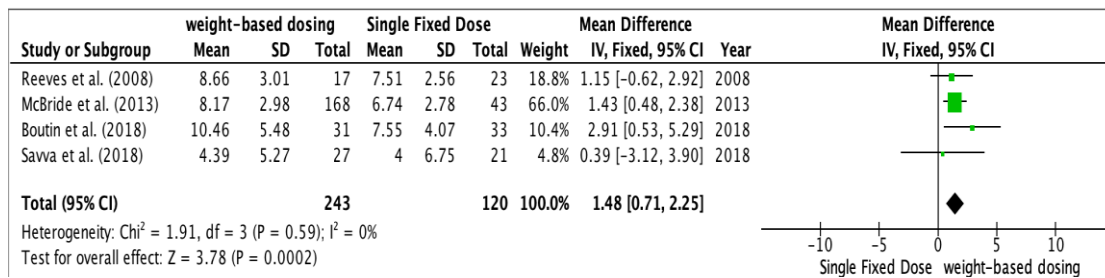 weight-based dosing Single Fixed Dose Mean Difference Mean Difference
Study or Subgroup Mean SD Total Mean SD Total Weight IV, Fixed, 95% CI Year IV, Fixed, 95% CI
Reeves et al. (2008) 8.66 3.01 17 7.51 2.56 23 18.8% 1.15 [-0.62, 2.92] 2008
McBride et al. (2013) 8.17 2.98 168 6.74 2.78 43 66.0% 1.43 [0.48, 2.38] 2013
Boutin et al. (2018) 10.46 5.48 31 7.55 4.07 33 10.4% 2.91 [0.53, 5.29] 2018
Savva et al. (2018) 4.39 5.27 27 4 6.75 21 4.8% 0.39 [-3.12, 3.90] 2018
Total (95% CI) 243 120 100.0% 1.48 [0.71, 2.25]
Heterogeneity: Chi² = 1.91, df = 3 (P = 0.59); I² = 0%
Test for overall effect: Z = 3.78 (P = 0.0002)
-10 -5 0 5 10
Single Fixed Dose weight-based dosing